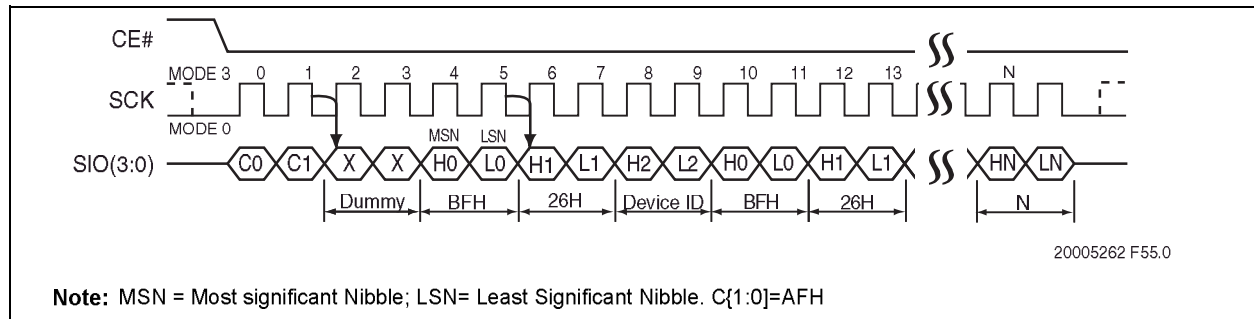 CE#
MODE 3 0 1 2 3 4 5 6 7 8 9 10 11 12 13 N
SCK
MODE 0
MSN LSN
SIO(3:0) C0 C1 X X H0 L0 H1 L1 H2 L2 H0 L0 H1 L1 HN LN
Dummy BFH 26H Device ID BFH 26H N
20005262 F55.0
Note: MSN = Most significant Nibble; LSN= Least Significant Nibble. C{1:0]=AFH